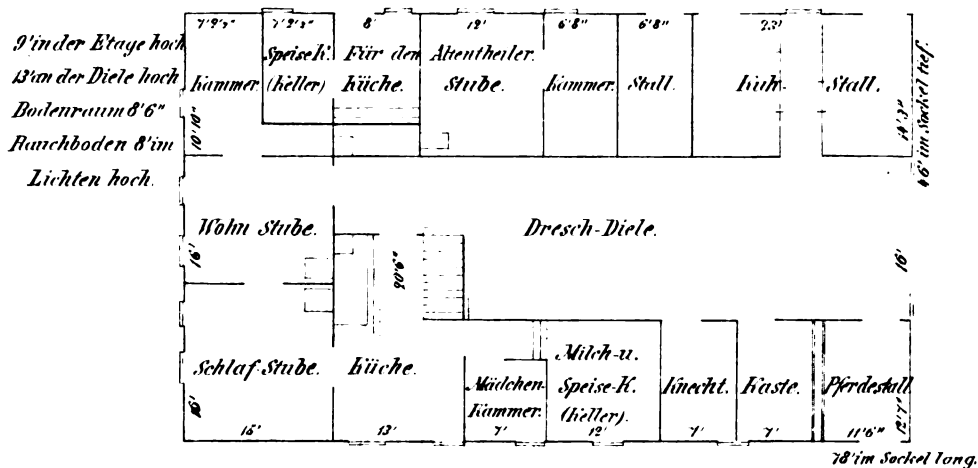 9' in der Etage hoch
13' an der Diele hoch
Bodenraum 8'6"
Rauchboden 8' im
Lichten hoch.
7'2½" 7'2½" 8' 12' 6'8" 6'8" 23'
Kammer.
Speise K.
(Keller)
Für den
Küche.
Altentheiler
Stube.
Kammer.
Stall.
Kuh- Stall.
10'10"
14'3"
46' im Sockel tief.
Wohn Stube.
Dresch-Diele.
16'
20'6"
16'
Schlaf-Stube.
Küche.
Mädchen-
Kammer.
Milch-u.
Speise-K.
(Keller).
Knecht.
Kaste.
Pferdestall
16'
12'7"
15' 13' 7' 12' 7' 7' 11'6"
78' im Sockel lang.